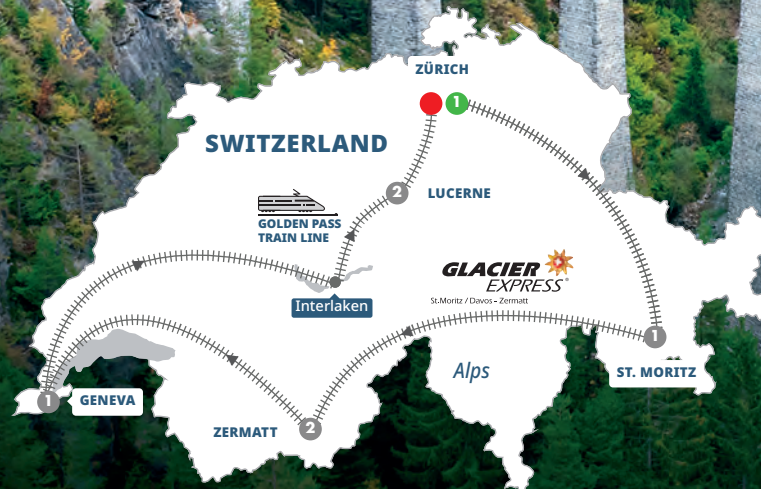 ZÜRICH
1
SWITZERLAND
2
LUCERNE
GOLDEN PASS
TRAIN LINE
GLACIER
EXPRESS®
St.Moritz / Davos - Zermatt
Interlaken
1
Alps
ST. MORITZ
1
GENEVA
ZERMATT
2